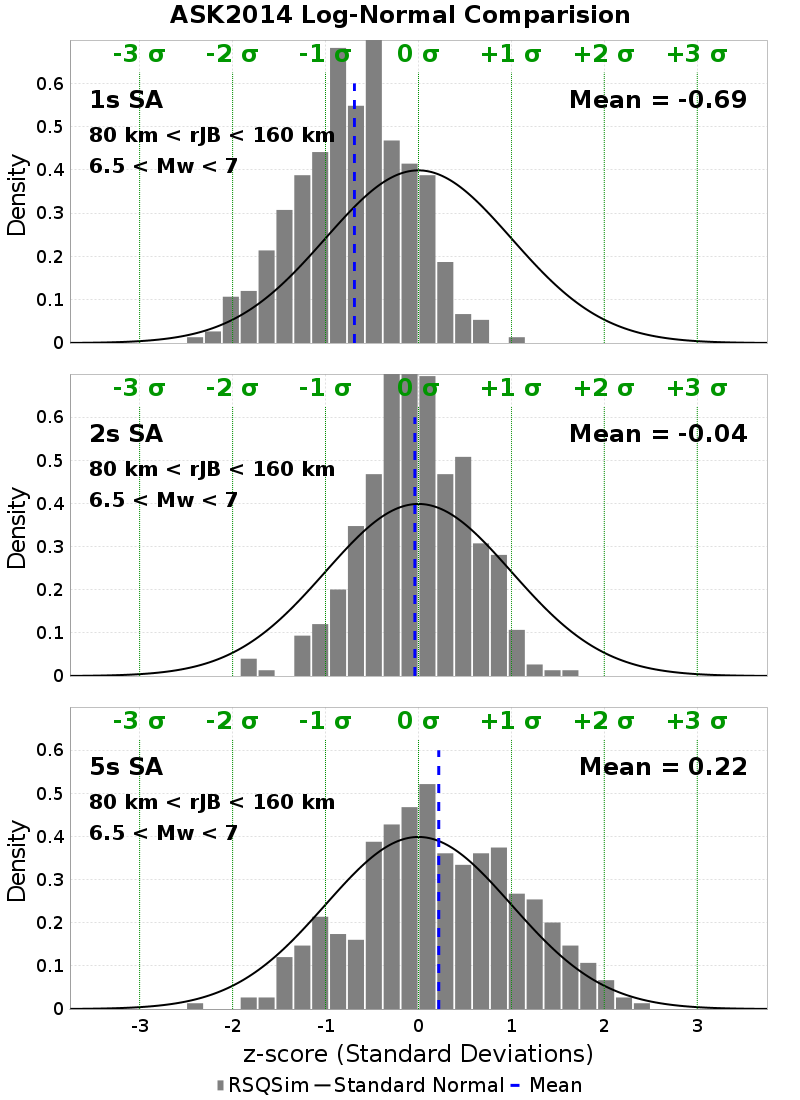 ASK2014 Log-Normal Comparision
-3 σ -2 σ -1 σ 0 σ +1 σ +2 σ +3 σ
1s SA Mean = -0.69
80 km < rJB < 160 km
6.5 < Mw < 7
Density
0.6
0.5
0.4
0.3
0.2
0.1
0
-3 σ -2 σ -1 σ 0 σ +1 σ +2 σ +3 σ
2s SA Mean = -0.04
80 km < rJB < 160 km
6.5 < Mw < 7
Density
0.6
0.5
0.4
0.3
0.2
0.1
0
-3 σ -2 σ -1 σ 0 σ +1 σ +2 σ +3 σ
5s SA Mean = 0.22
80 km < rJB < 160 km
6.5 < Mw < 7
Density
0.6
0.5
0.4
0.3
0.2
0.1
0
-3 -2 -1 0 1 2 3
z-score (Standard Deviations)
RSQSim Standard Normal Mean